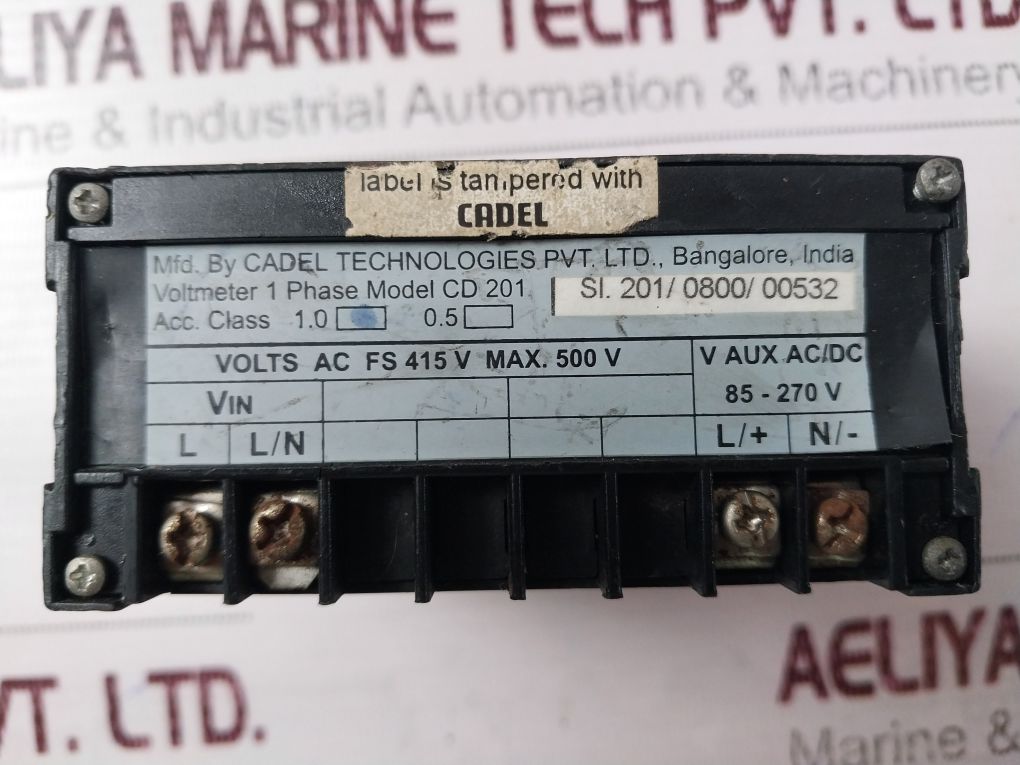 ELIYA MARINE TECH PVT. LTD
ine & Industrial Automation & Machinery
label is tampered with
CADEL
Mfd. By CADEL TECHNOLOGIES PVT. LTD., Bangalore, India
Voltmeter 1 Phase Model CD 201
Sl. 201/ 0800/ 00532
Acc. Class 1.0 0.5
VOLTS AC FS 415 V MAX. 500 V
V AUX AC/DC
85 - 270 V
VIN
L L/N L/+ N/-
VT. LTD.
AELIYA
Marine &